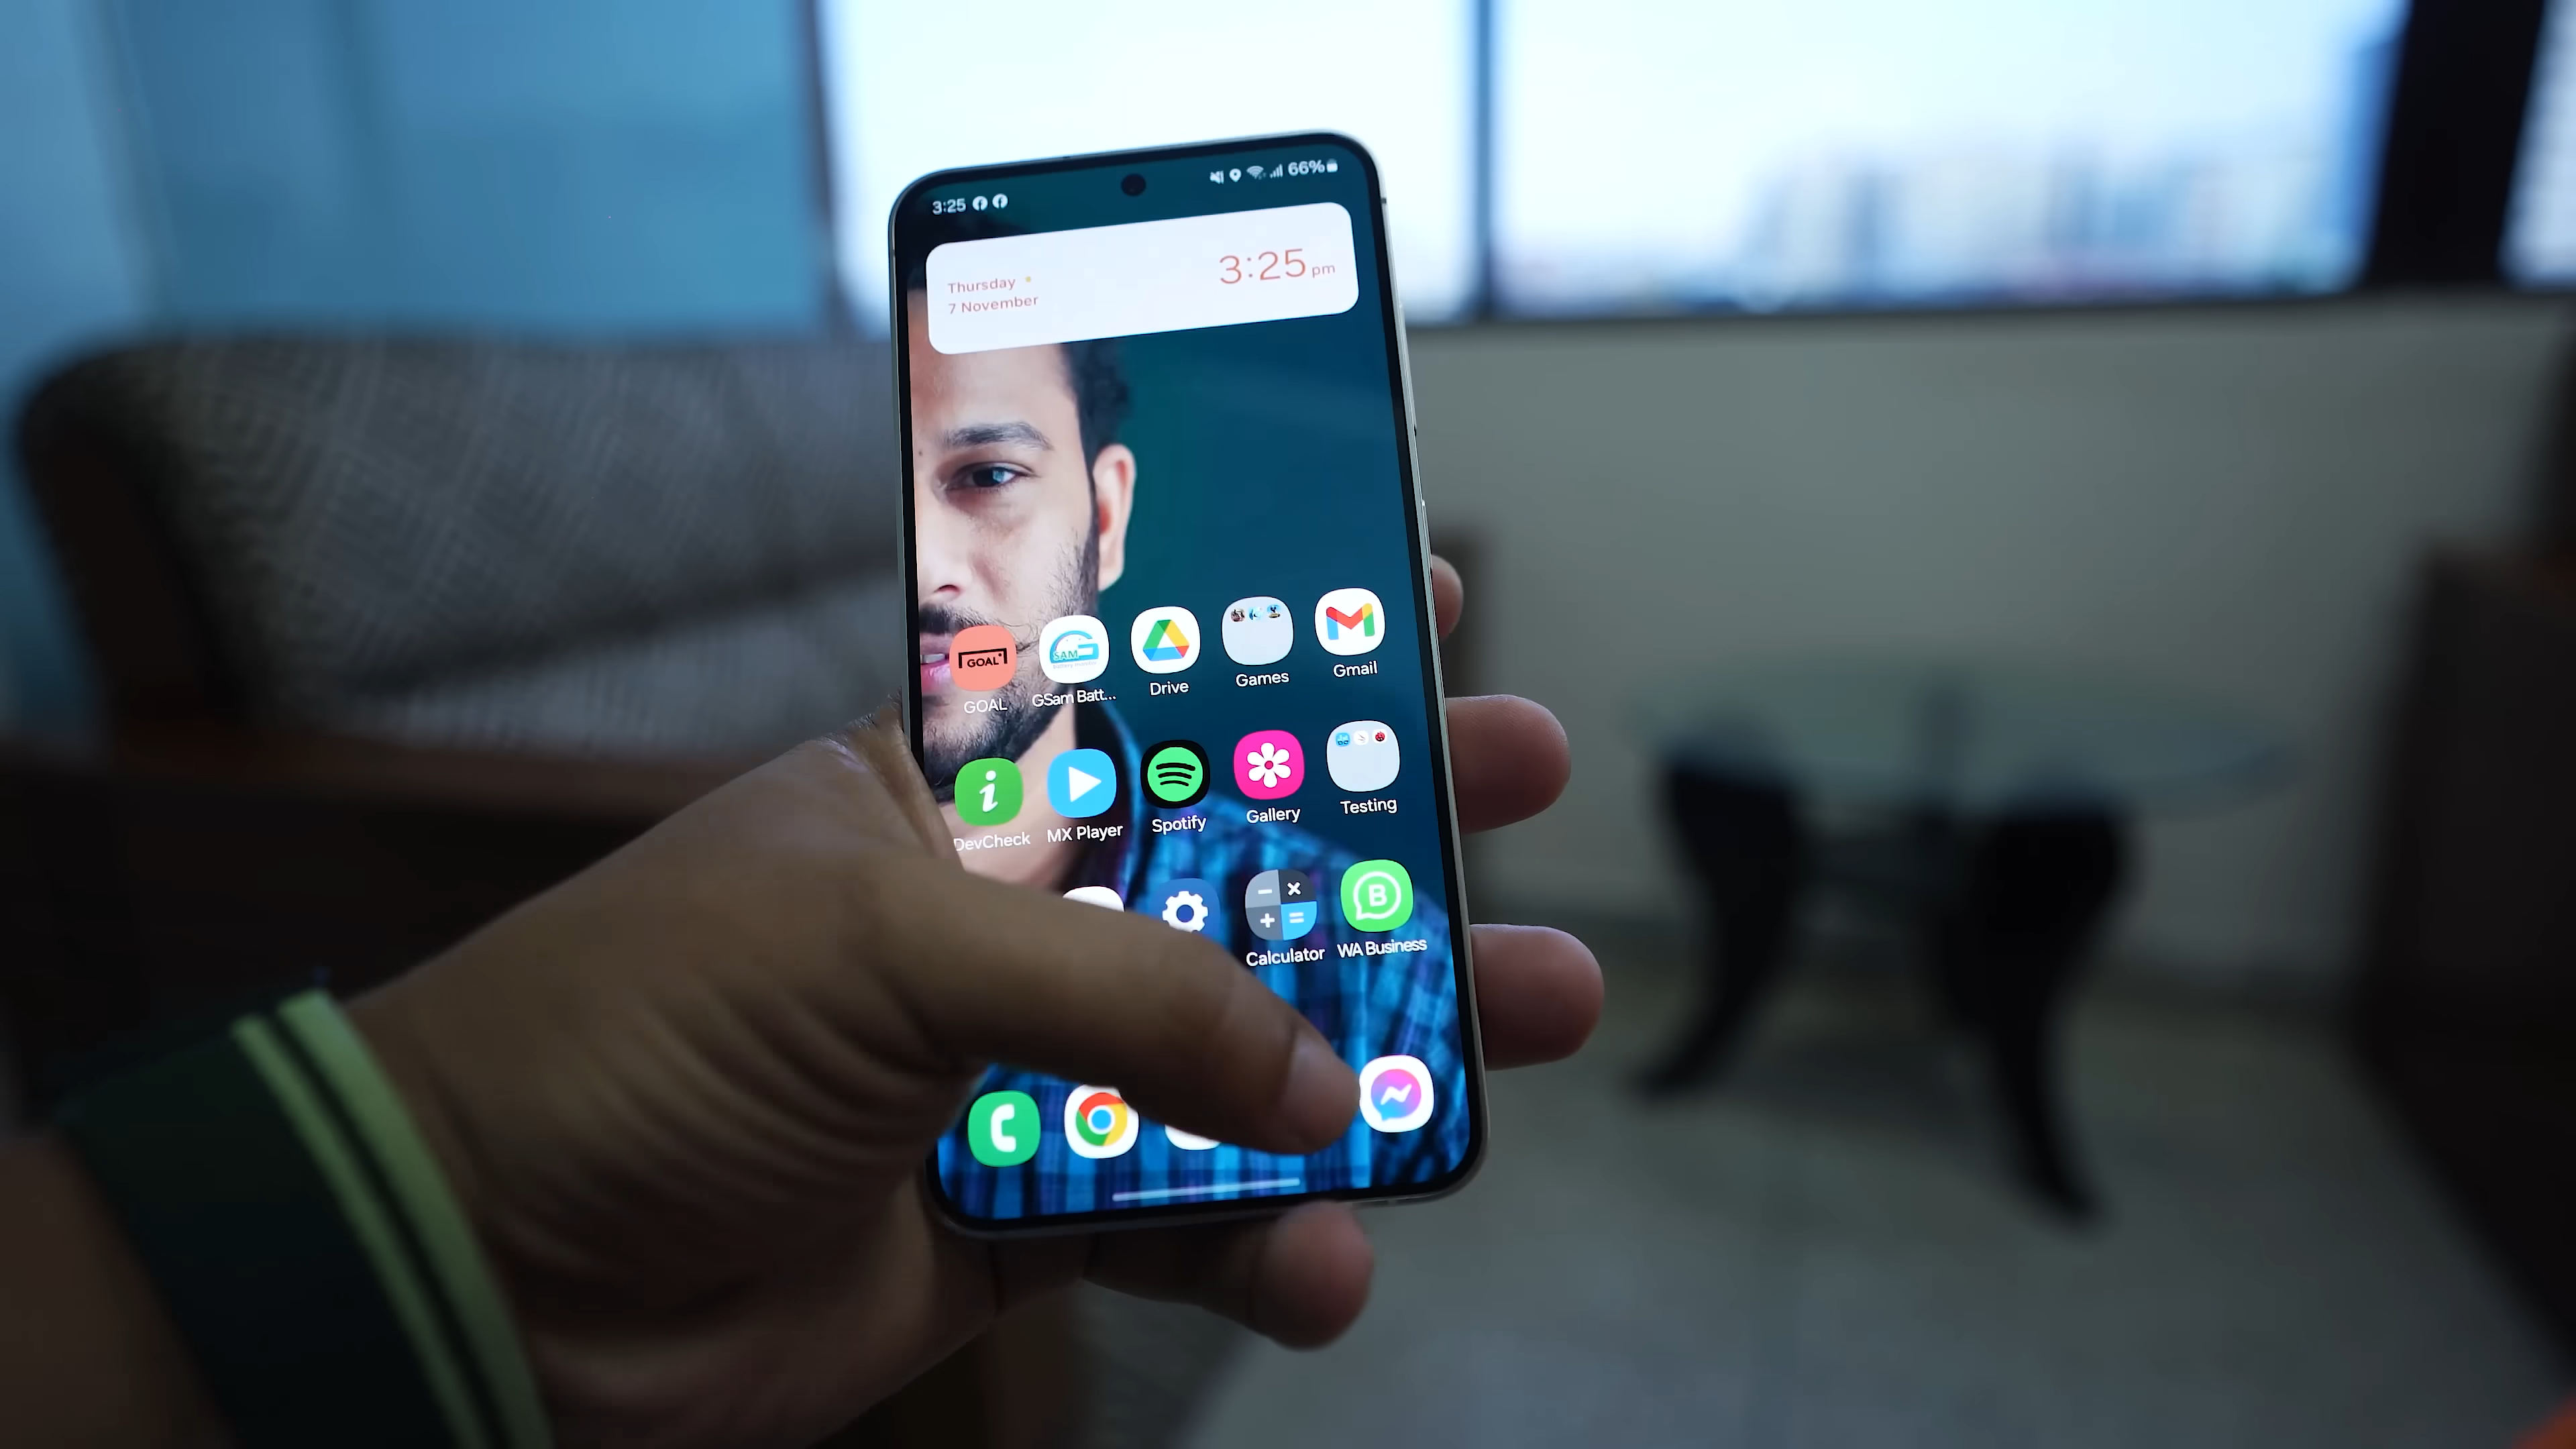 3:25
66%
Thursday
7 November
3:25 pm
GOAL
SAM
GOAL
GSam Batt...
Drive
Games
Gmail
DevCheck
MX Player
Spotify
Gallery
Testing
B
Calculator
WA Business